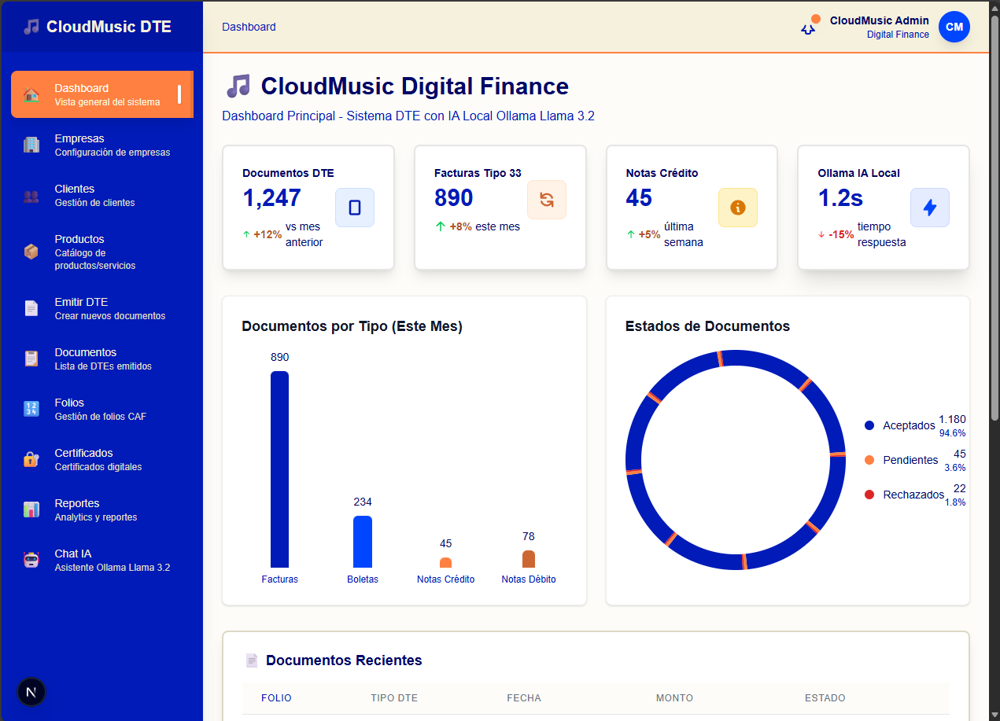 CloudMusic DTE
Dashboard
CloudMusic Admin
Digital Finance
CM
Dashboard
Vista general del sistema
Empresas
Configuración de empresas
Clientes
Gestión de clientes
Productos
Catálogo de
productos/servicios
Emitir DTE
Crear nuevos documentos
Documentos
Lista de DTEs emitidos
Folios
Gestión de folios CAF
Certificados
Certificados digitales
Reportes
Analytics y reportes
Chat IA
Asistente Ollama Llama 3.2
N
CloudMusic Digital Finance
Dashboard Principal - Sistema DTE con IA Local Ollama Llama 3.2
Documentos DTE
1,247
+12% vs mes
anterior
Facturas Tipo 33
890
+8% este mes
Notas Crédito
45
+5% última
semana
Ollama IA Local
1.2s
-15% tiempo
respuesta
Documentos por Tipo (Este Mes)
890
234
45
78
Facturas
Boletas
Notas Crédito
Notas Débito
Estados de Documentos
Aceptados 1.180
94.6%
Pendientes 45
3.6%
Rechazados 22
1.8%
Documentos Recientes
FOLIO TIPO DTE FECHA MONTO ESTADO